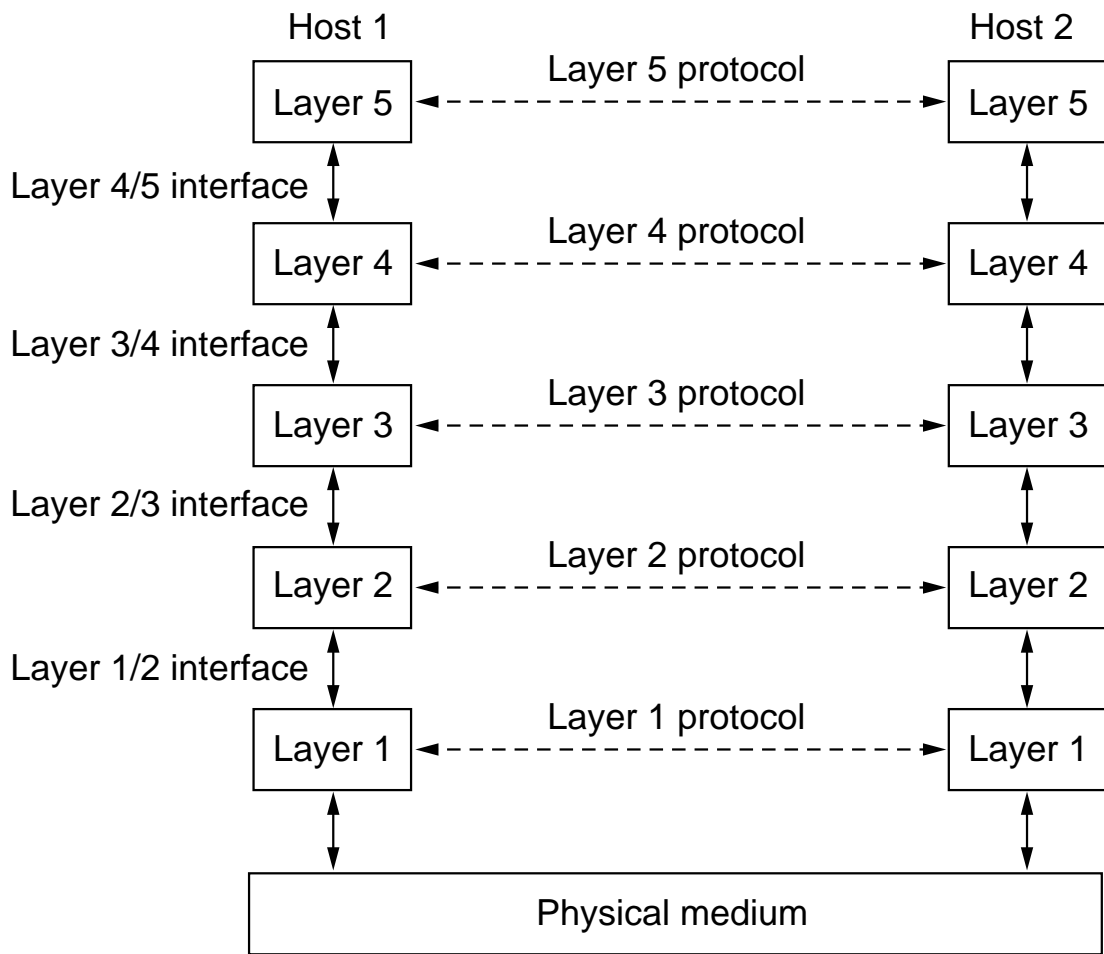 Host 1
Host 2
Layer 5 protocol
Layer 5
Layer 5
Layer 4/5 interface
Layer 4 protocol
Layer 4
Layer 4
Layer 3/4 interface
Layer 3 protocol
Layer 3
Layer 3
Layer 2/3 interface
Layer 2 protocol
Layer 2
Layer 2
Layer 1/2 interface
Layer 1 protocol
Layer 1
Layer 1
Physical medium